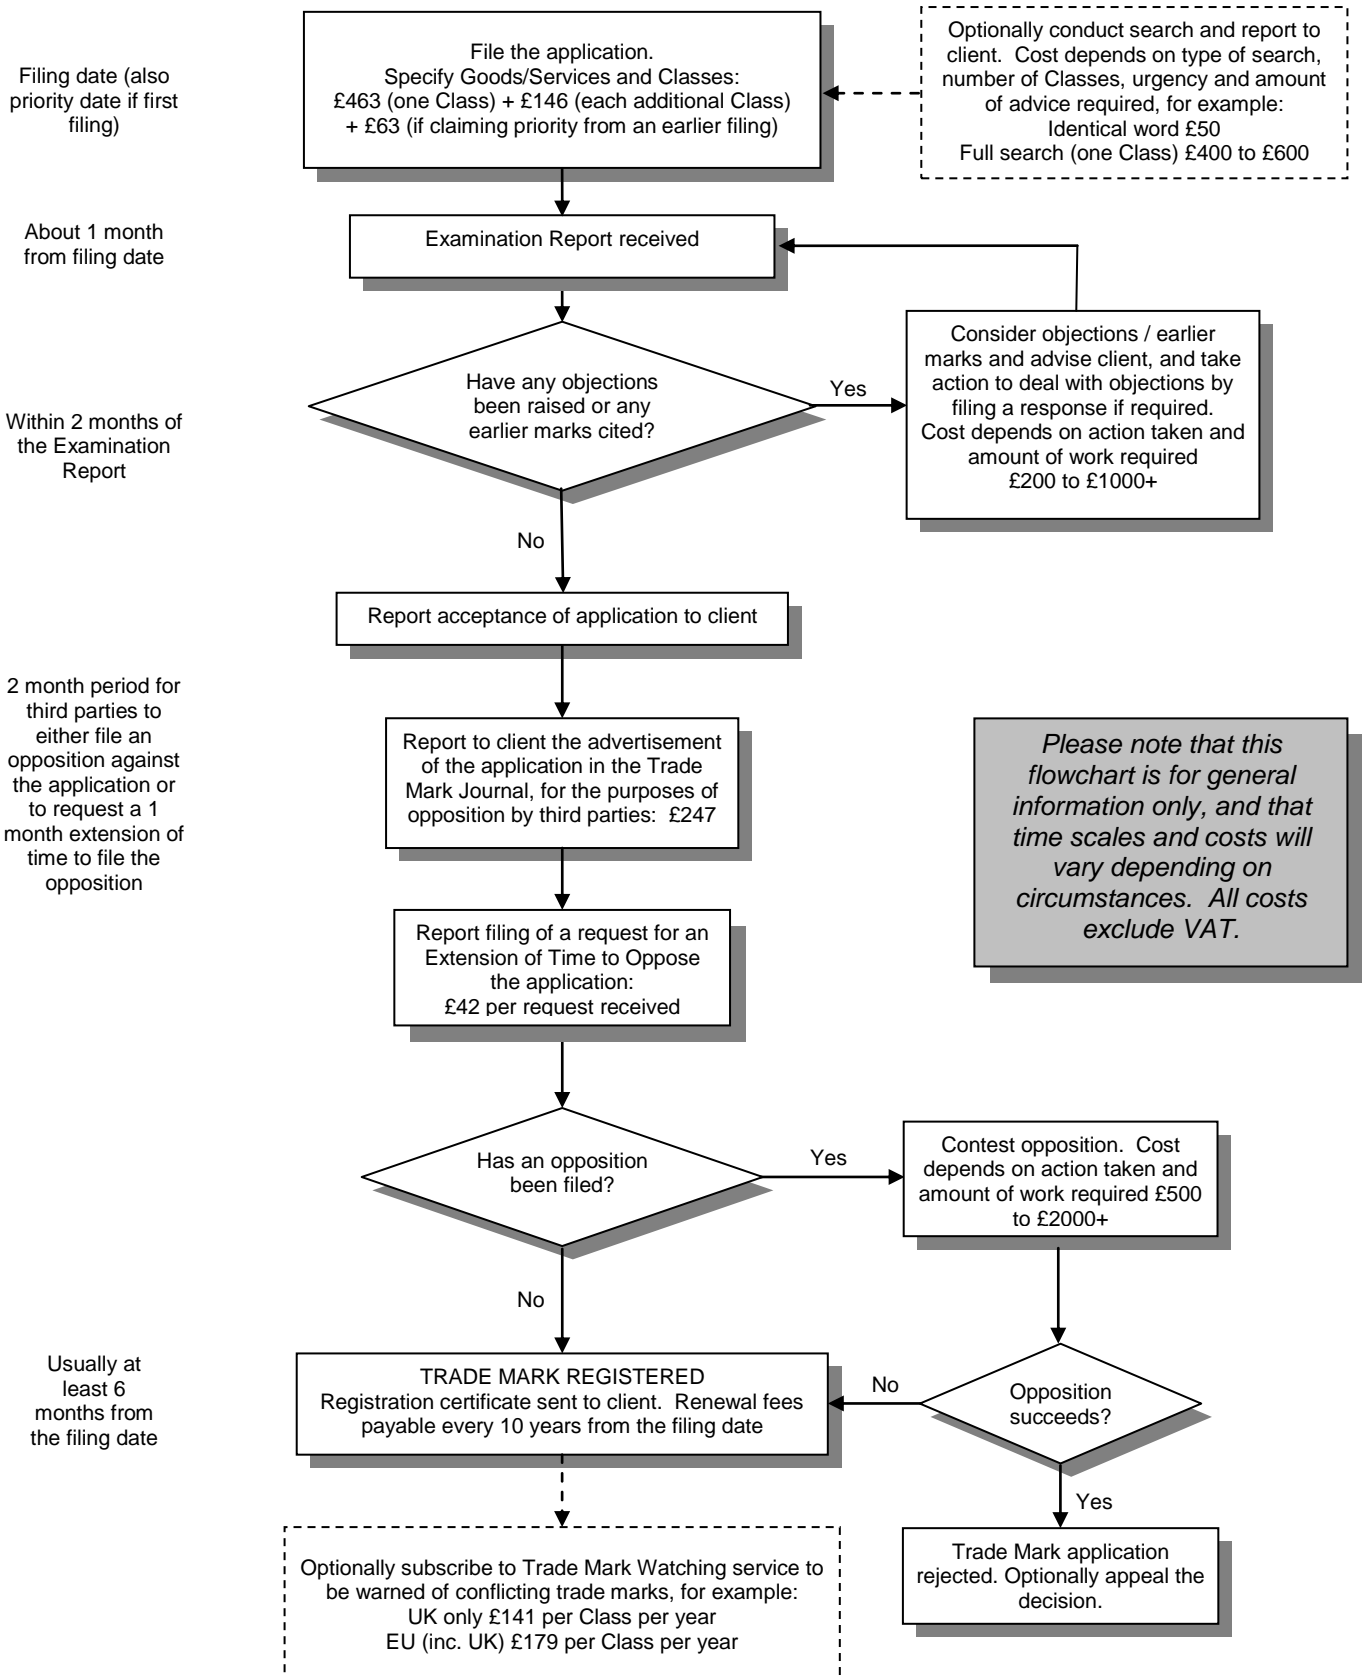 Filing date (also
priority date if first
filing)
File the application.
Specify Goods/Services and Classes:
£463 (one Class) + £146 (each additional Class)
+ £63 (if claiming priority from an earlier filing)
Optionally conduct search and report to
client.  Cost depends on type of search,
number of Classes, urgency and amount
of advice required, for example:
Identical word £50
Full search (one Class) £400 to £600
About 1 month
from filing date
Examination Report received
Within 2 months of
the Examination
Report
Have any objections
been raised or any
earlier marks cited?
Yes
Consider objections / earlier
marks and advise client, and take
action to deal with objections by
filing a response if required.
Cost depends on action taken and
amount of work required
£200 to £1000+
No
Report acceptance of application to client
2 month period for
third parties to
either file an
opposition against
the application or
to request a 1
month extension of
time to file the
opposition
Report to client the advertisement
of the application in the Trade
Mark Journal, for the purposes of
opposition by third parties:  £247
Please note that this
flowchart is for general
information only, and that
time scales and costs will
vary depending on
circumstances.  All costs
exclude VAT.
Report filing of a request for an
Extension of Time to Oppose
the application:
£42 per request received
Has an opposition
been filed?
Yes
Contest opposition.  Cost
depends on action taken and
amount of work required £500
to £2000+
No
Usually at
least 6
months from
the filing date
TRADE MARK REGISTERED
Registration certificate sent to client.  Renewal fees
payable every 10 years from the filing date
No
Opposition
succeeds?
Yes
Optionally subscribe to Trade Mark Watching service to
be warned of conflicting trade marks, for example:
UK only £141 per Class per year
EU (inc. UK) £179 per Class per year
Trade Mark application
rejected. Optionally appeal the
decision.